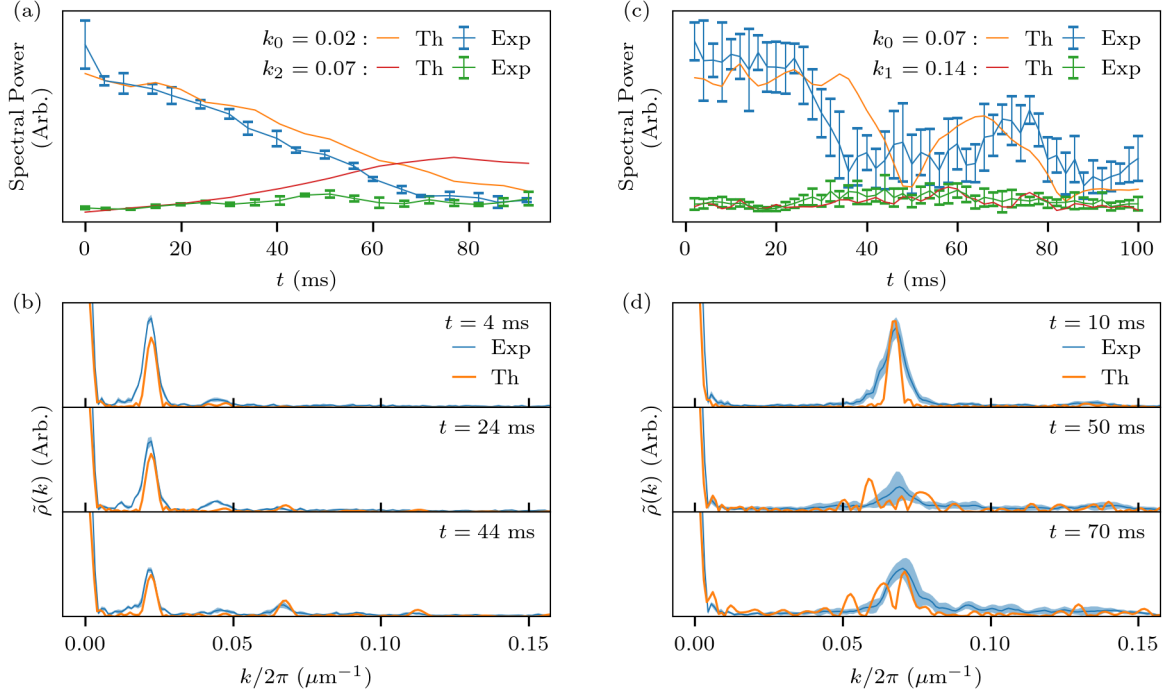 (a)
k₀ = 0.02 : Th Exp
k₂ = 0.07 : Th Exp
Spectral Power
(Arb.)
0 20 40 60 80
t (ms)
(b)
t = 4 ms
Exp
Th
t = 24 ms
t = 44 ms
ρ̃(k) (Arb.)
0.00 0.05 0.10 0.15
k/2π (μm⁻¹)
(c)
k₀ = 0.07 : Th Exp
k₁ = 0.14 : Th Exp
Spectral Power
(Arb.)
0 20 40 60 80 100
t (ms)
(d)
t = 10 ms
Exp
Th
t = 50 ms
t = 70 ms
ρ̃(k) (Arb.)
0.00 0.05 0.10 0.15
k/2π (μm⁻¹)